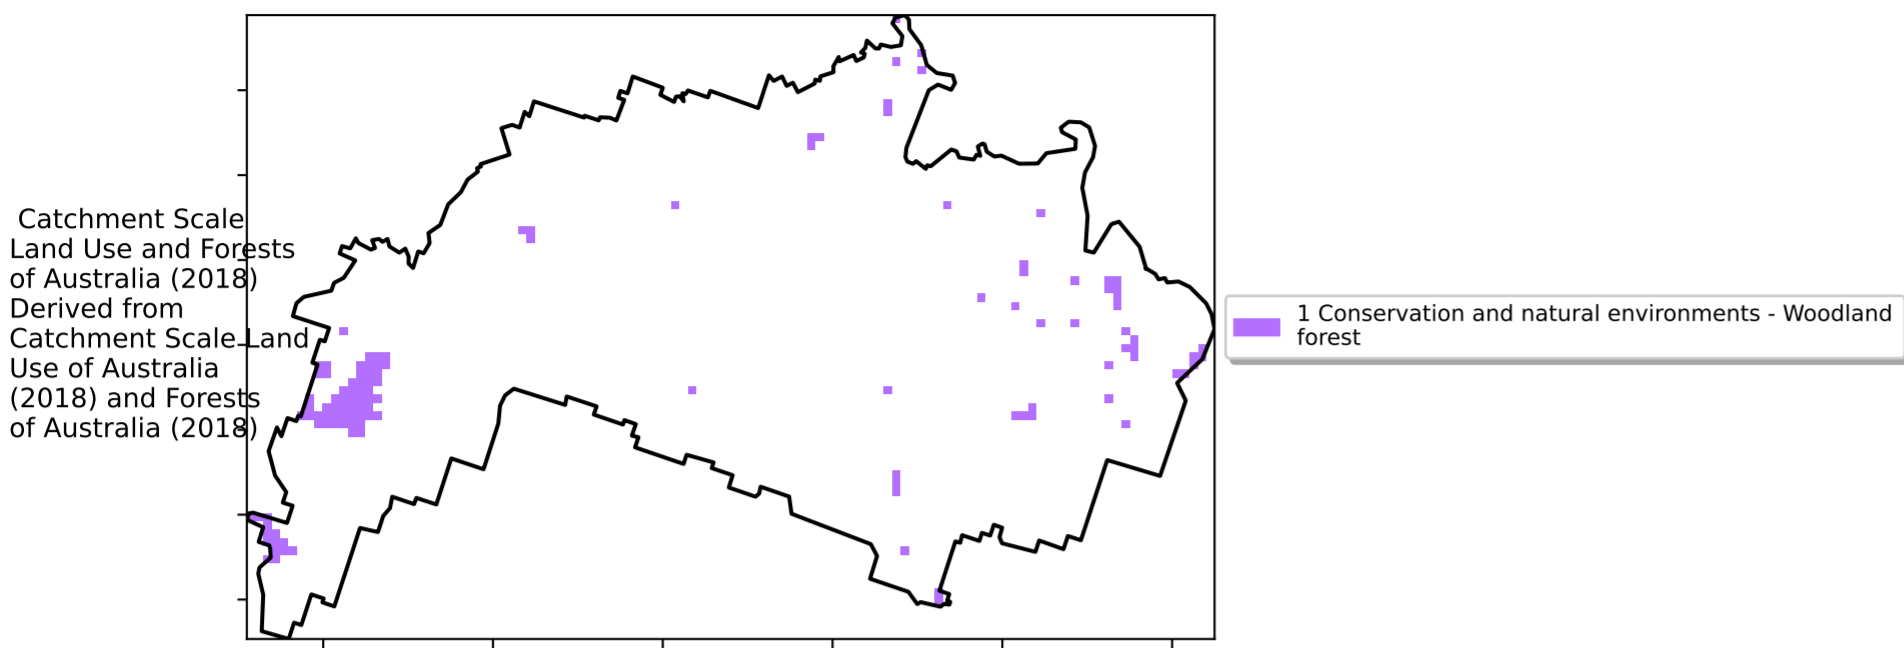 Catchment Scale
Land Use and Forests
of Australia (2018)
Derived from
Catchment Scale Land
Use of Australia
(2018) and Forests
of Australia (2018)
1 Conservation and natural environments - Woodland
forest